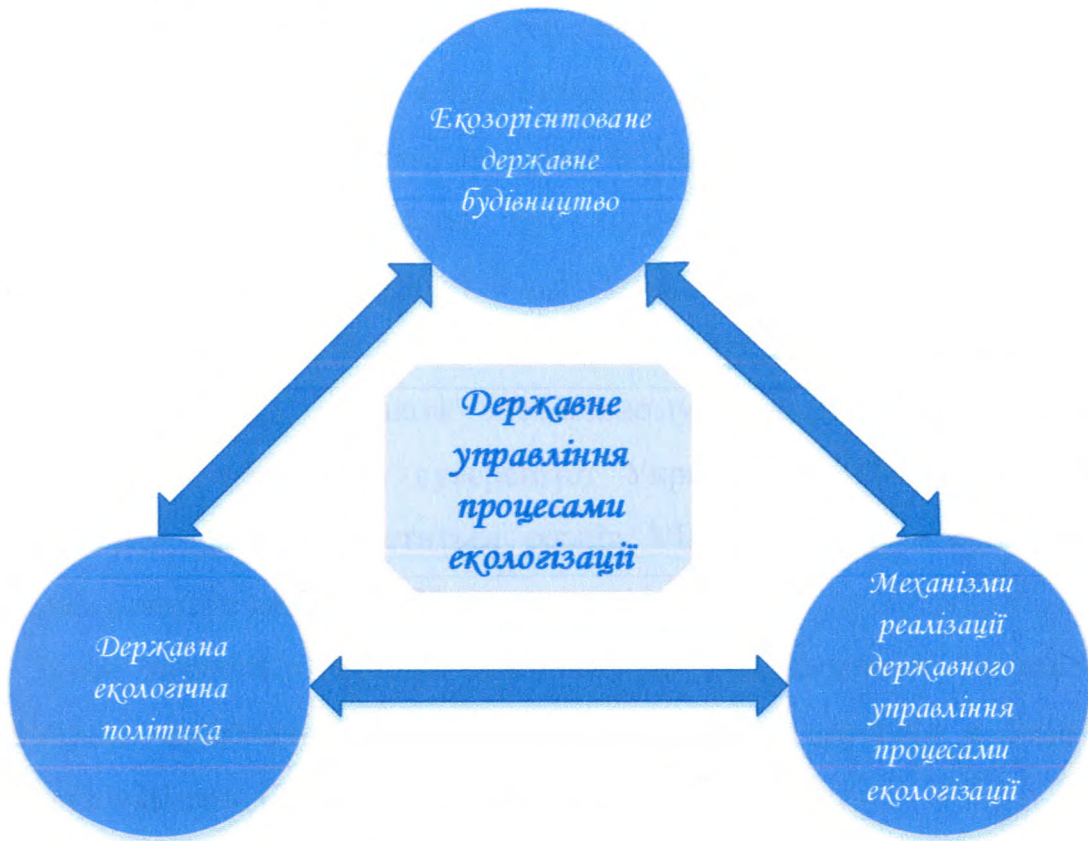 Екозорієнтоване
державне
будівництво
Державне
управління
процесами
екологізації
Державна
екологічна
політика
Механізми
реалізації
державного
управління
процесами
екологізації